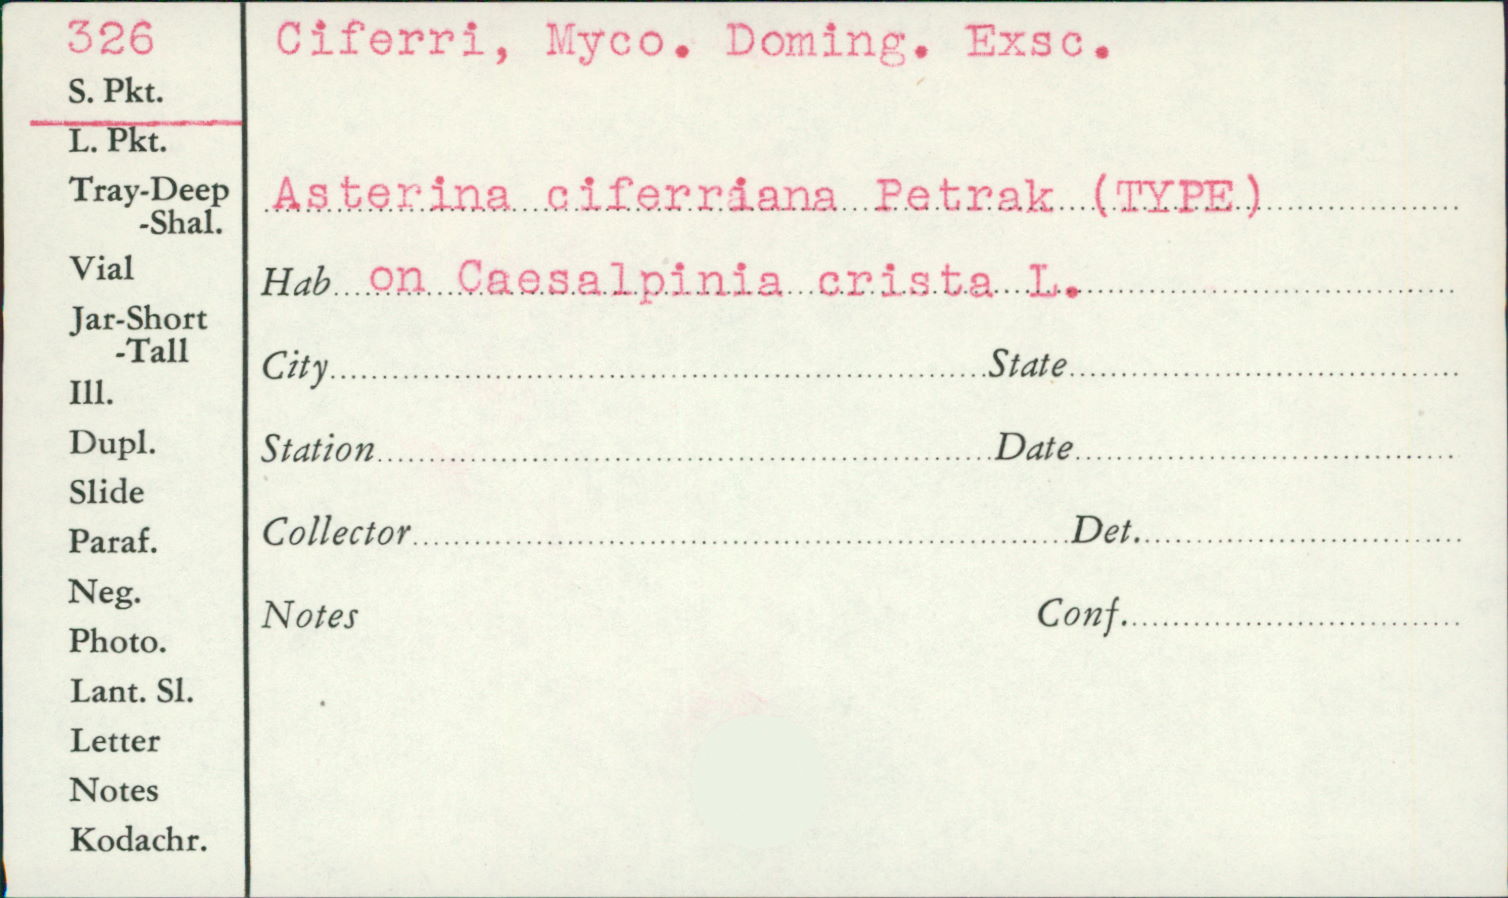 326
S. Pkt.
L. Pkt.
Tray-Deep
-Shal.
Vial
Jar-Short
-Tall
Ill.
Dupl.
Slide
Paraf.
Neg.
Photo.
Lant. Sl.
Letter
Notes
Kodachr.
Ciferri, Myco. Doming. Exsc.
Asterina ciferriana Petrak (TYPE)
Hab on Caesalpinia crista L.
City State
Station Date
Collector Det.
Notes Conf.